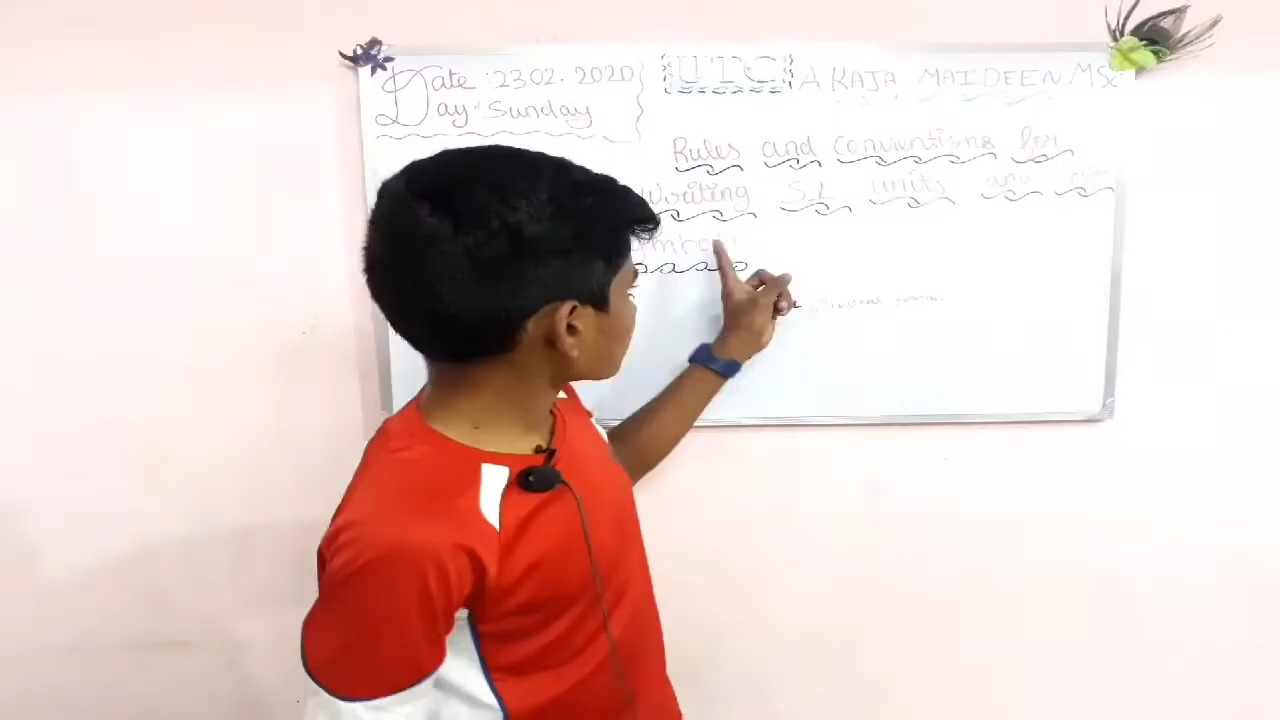 Date : 23 02. 2020
Day: Sunday
UTC A KAJA MAIDEEN MSc
Rules and conventions for
writing S I units and